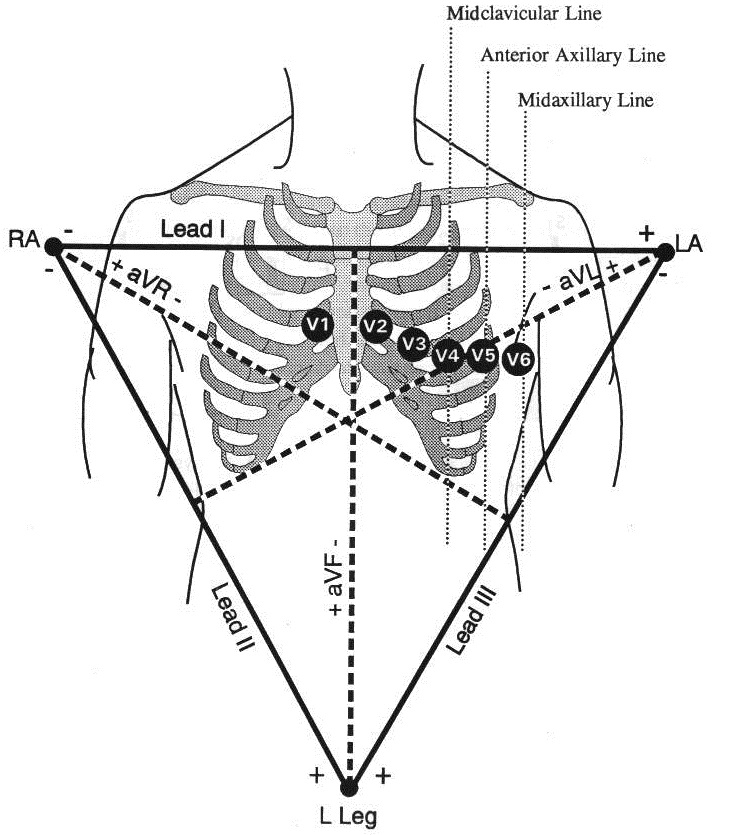 Midclavicular Line
Anterior Axillary Line
Midaxillary Line
RA - Lead I + LA
- + aVR - - aVL + -
V1 V2 V3 V4 V5 V6
+ aVF -
Lead II
Lead III
+ +
L Leg